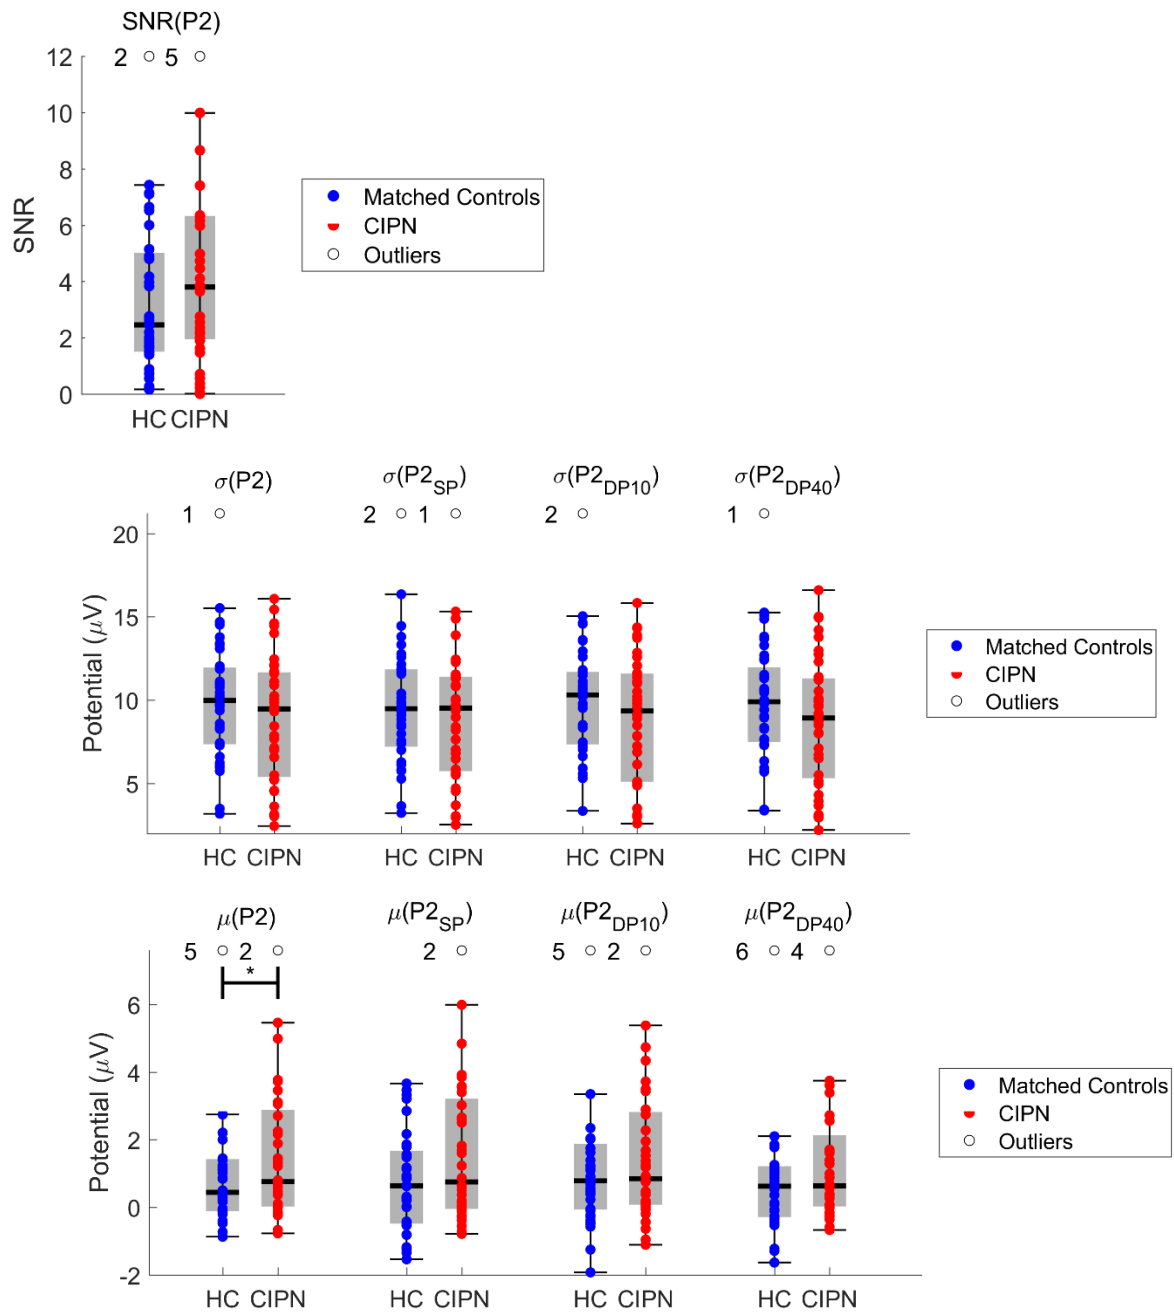 SNR(P2)
2 5
12
10
8
6
4
2
0
SNR
HC CIPN
Matched Controls
CIPN
Outliers
σ(P2) σ(P2SP) σ(P2DP10) σ(P2DP40)
1 2 1 2 1
20
15
10
5
Potential (μV)
HC CIPN HC CIPN HC CIPN HC CIPN
Matched Controls
CIPN
Outliers
μ(P2) μ(P2SP) μ(P2DP10) μ(P2DP40)
5 2 2 5 2 6 4
*
6
4
2
0
-2
Potential (μV)
HC CIPN HC CIPN HC CIPN HC CIPN
Matched Controls
CIPN
Outliers